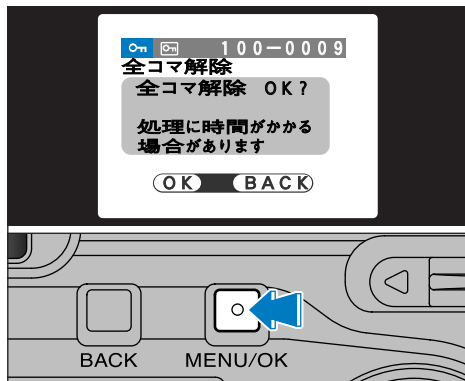 100-0009
全コマ解除
全コマ解除 OK?
処理に時間がかかる
場合があります
OK BACK
BACK MENU/OK